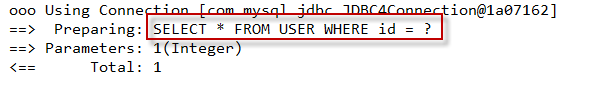 ooo Using Connection [com.mysql.jdbc.JDBC4Connection@1a07162]
==>  Preparing: SELECT * FROM USER WHERE id = ?
==> Parameters: 1(Integer)
<==      Total: 1